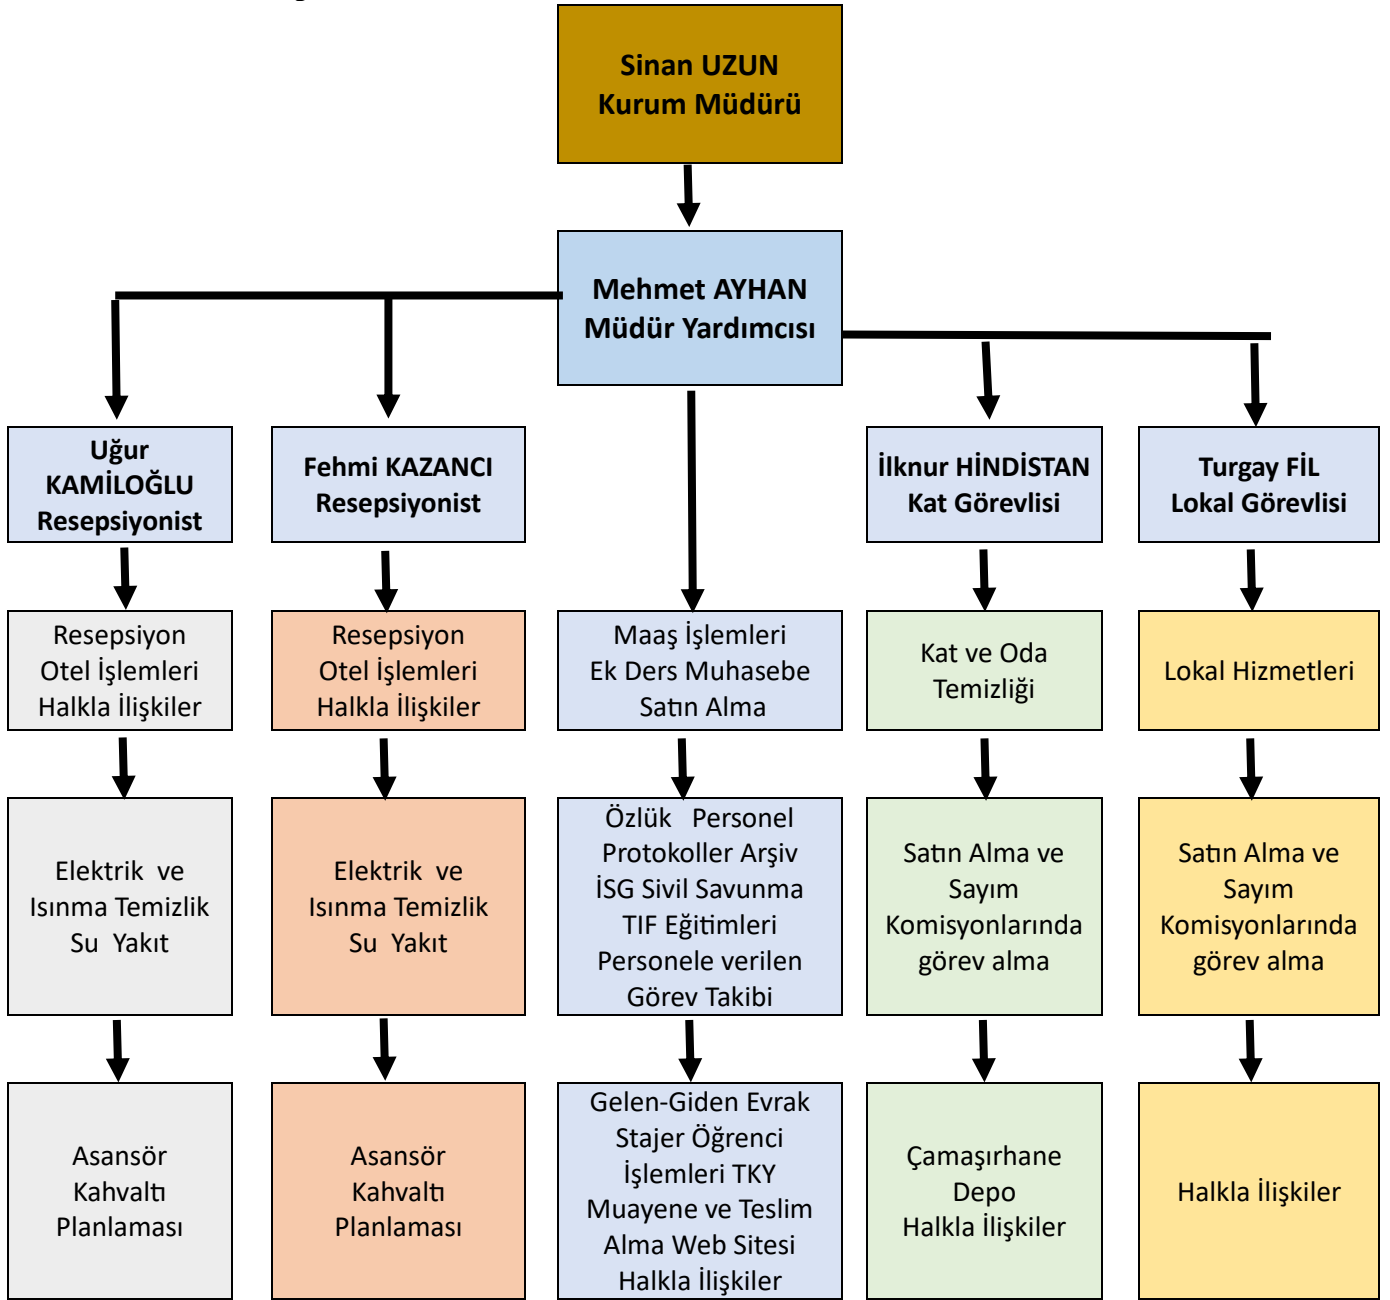 Sinan UZUN
Kurum Müdürü
Mehmet AYHAN
Müdür Yardımcısı
Uğur
KAMİLOĞLU
Resepsiyonist
Fehmi KAZANCI
Resepsiyonist
İlknur HİNDİSTAN
Kat Görevlisi
Turgay FİL
Lokal Görevlisi
Resepsiyon
Otel İşlemleri
Halkla İlişkiler
Resepsiyon
Otel İşlemleri
Halkla İlişkiler
Maaş İşlemleri
Ek Ders Muhasebe
Satın Alma
Kat ve Oda
Temizliği
Lokal Hizmetleri
Elektrik ve
Isınma Temizlik
Su Yakıt
Elektrik ve
Isınma Temizlik
Su Yakıt
Özlük Personel
Protokoller Arşiv
İSG Sivil Savunma
TIF Eğitimleri
Personele verilen
Görev Takibi
Satın Alma ve
Sayım
Komisyonlarında
görev alma
Satın Alma ve
Sayım
Komisyonlarında
görev alma
Asansör
Kahvaltı
Planlaması
Asansör
Kahvaltı
Planlaması
Gelen-Giden Evrak
Stajer Öğrenci
İşlemleri TKY
Muayene ve Teslim
Alma Web Sitesi
Halkla İlişkiler
Çamaşırhane
Depo
Halkla İlişkiler
Halkla İlişkiler